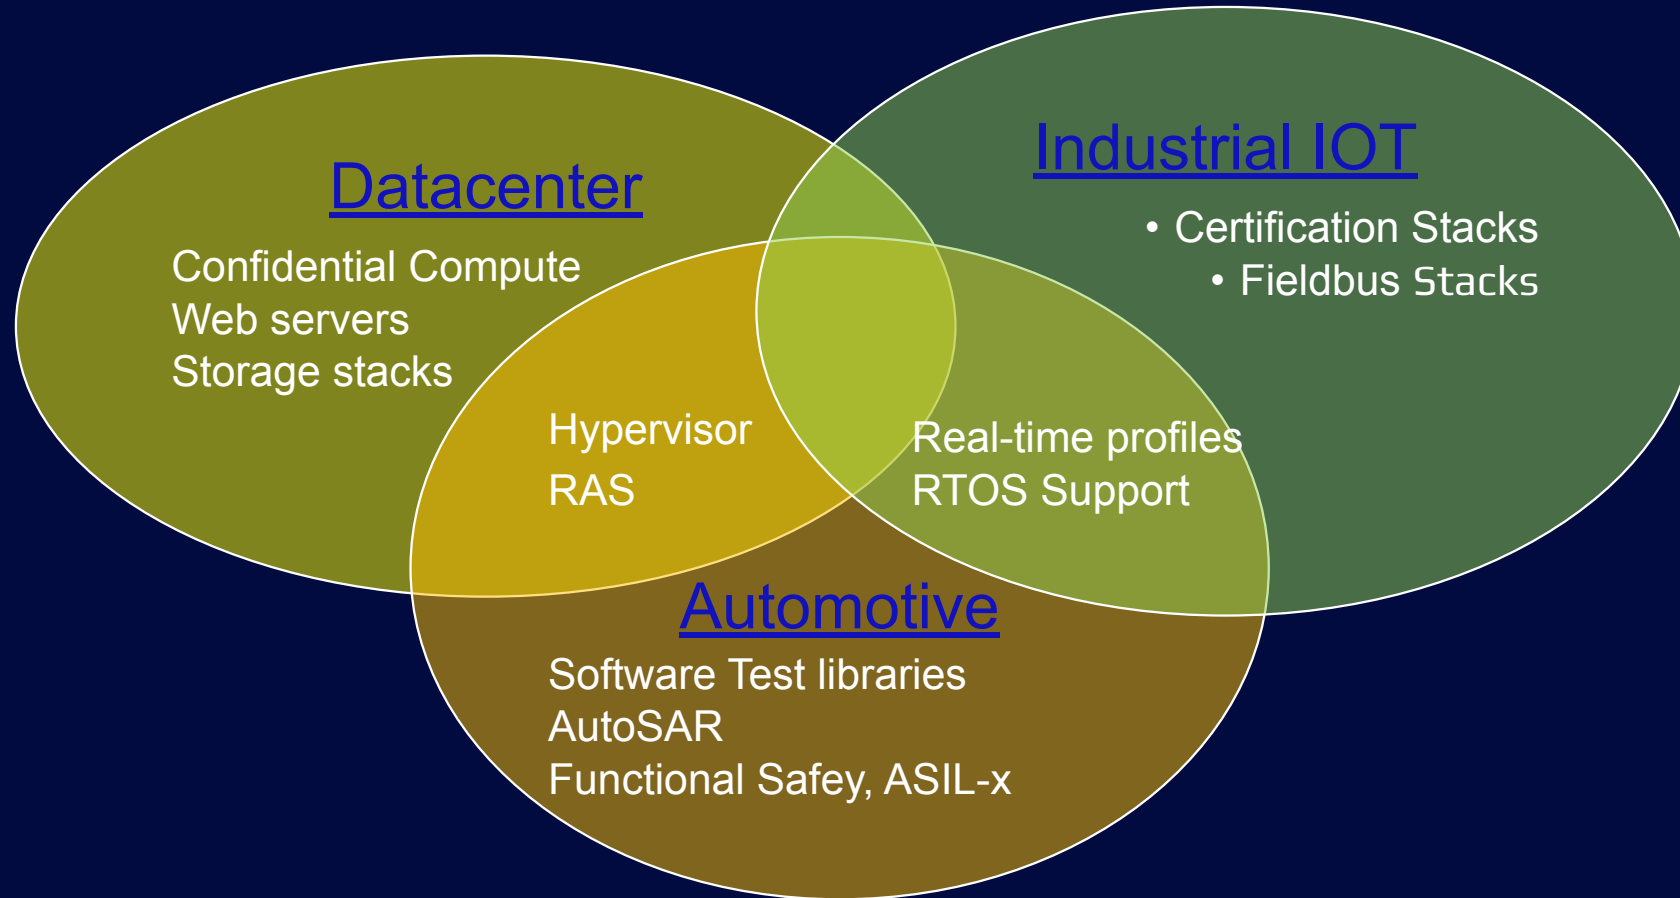 Datacenter
Confidential Compute
Web servers
Storage stacks
Industrial IOT
• Certification Stacks
• Fieldbus Stacks
Hypervisor
RAS
Real-time profiles
RTOS Support
Automotive
Software Test libraries
AutoSAR
Functional Safey, ASIL-x